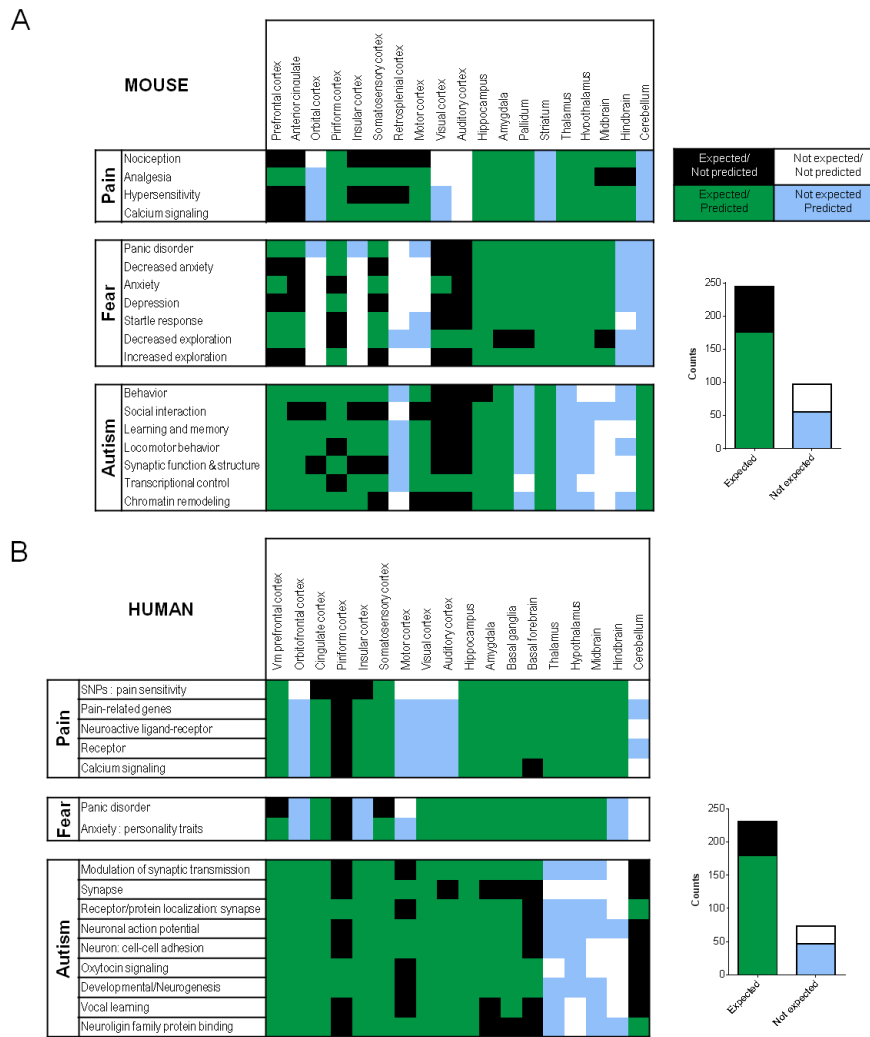 A
MOUSE
Prefrontal cortex
Anterior cingulate
Orbital cortex
Piriform cortex
Insular cortex
Somatosensory cortex
Retrosplenial cortex
Motor cortex
Visual cortex
Auditory cortex
Hippocampus
Amygdala
Pallidum
Striatum
Thalamus
Hypothalamus
Midbrain
Hindbrain
Cerebellum
Pain
Nociception
Analgesia
Hypersensitivity
Calcium signaling
Expected/
Not predicted
Not expected/
Not predicted
Expected/
Predicted
Not expected
Predicted
Fear
Panic disorder
Decreased anxiety
Anxiety
Depression
Startle response
Decreased exploration
Increased exploration
Counts
250
200
150
100
50
0
Expected
Not expected
Autism
Behavior
Social interaction
Learning and memory
Locomotor behavior
Synaptic function & structure
Transcriptional control
Chromatin remodeling
B
HUMAN
Vm prefrontal cortex
Orbitofrontal cortex
Cingulate cortex
Piriform cortex
Insular cortex
Somatosensory cortex
Motor cortex
Visual cortex
Auditory cortex
Hippocampus
Amygdala
Basal ganglia
Basal forebrain
Thalamus
Hypothalamus
Midbrain
Hindbrain
Cerebellum
Pain
SNPs : pain sensitivity
Pain-related genes
Neuroactive ligand-receptor
Receptor
Calcium signaling
Fear
Panic disorder
Anxiety : personality traits
Counts
250
200
150
100
50
0
Expected
Not expected
Autism
Modulation of synaptic transmission
Synapse
Receptor/protein localization: synapse
Neuronal action potential
Neuron: cell-cell adhesion
Oxytocin signaling
Developmental/Neurogenesis
Vocal learning
Neuroligin family protein binding